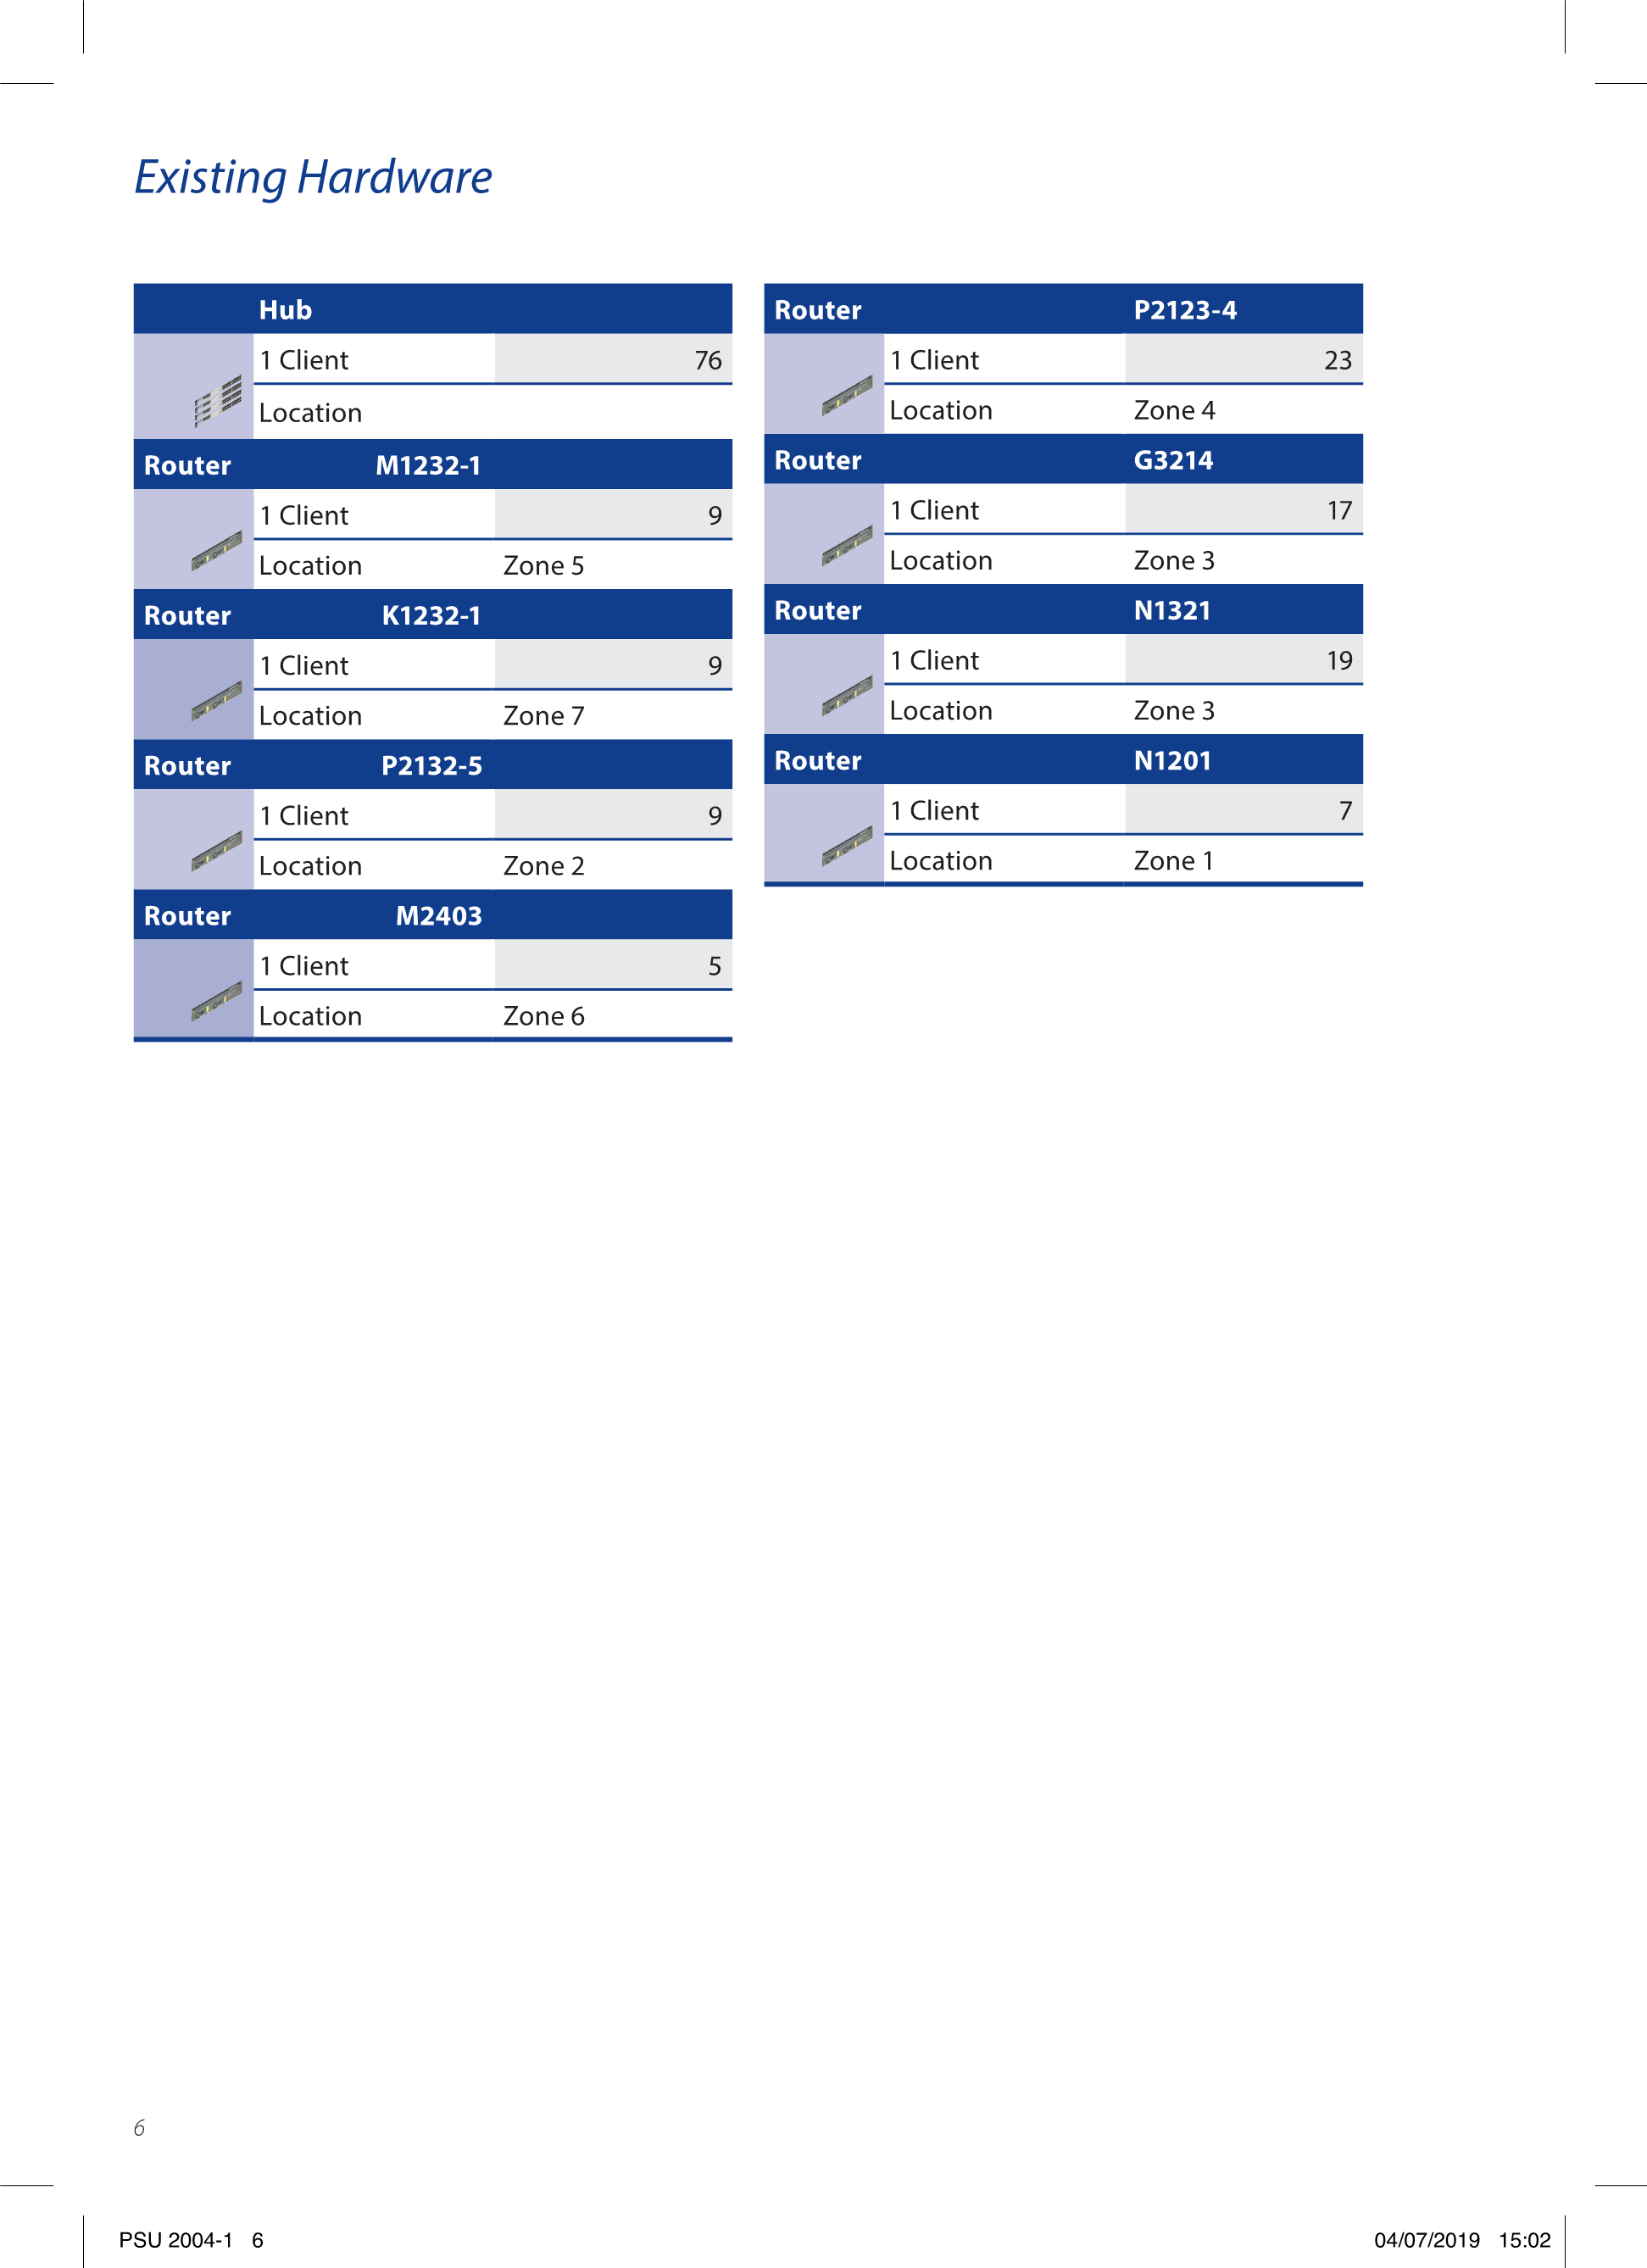 Existing Hardware
Hub
1 Client 76
Location
Router M1232-1
1 Client 9
Location Zone 5
Router K1232-1
1 Client 9
Location Zone 7
Router P2132-5
1 Client 9
Location Zone 2
Router M2403
1 Client 5
Location Zone 6
Router P2123-4
1 Client 23
Location Zone 4
Router G3214
1 Client 17
Location Zone 3
Router N1321
1 Client 19
Location Zone 3
Router N1201
1 Client 7
Location Zone 1
6
PSU 2004-1 6 04/07/2019 15:02